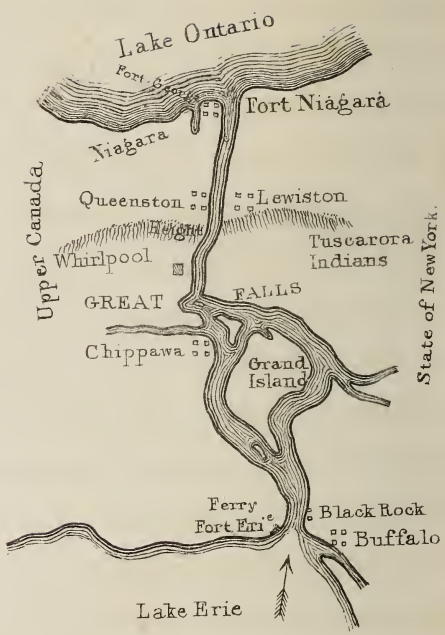 Lake Ontario
Fort George
Niagara
Fort Niagara
Queenston
Lewiston
Height
Tuscarora
Indians
Whirlpool
Upper Canada
State of New York.
GREAT
FALLS
Chippawa
Grand
Island
Ferry
Fort Erie
Black Rock
Buffalo
Lake Erie